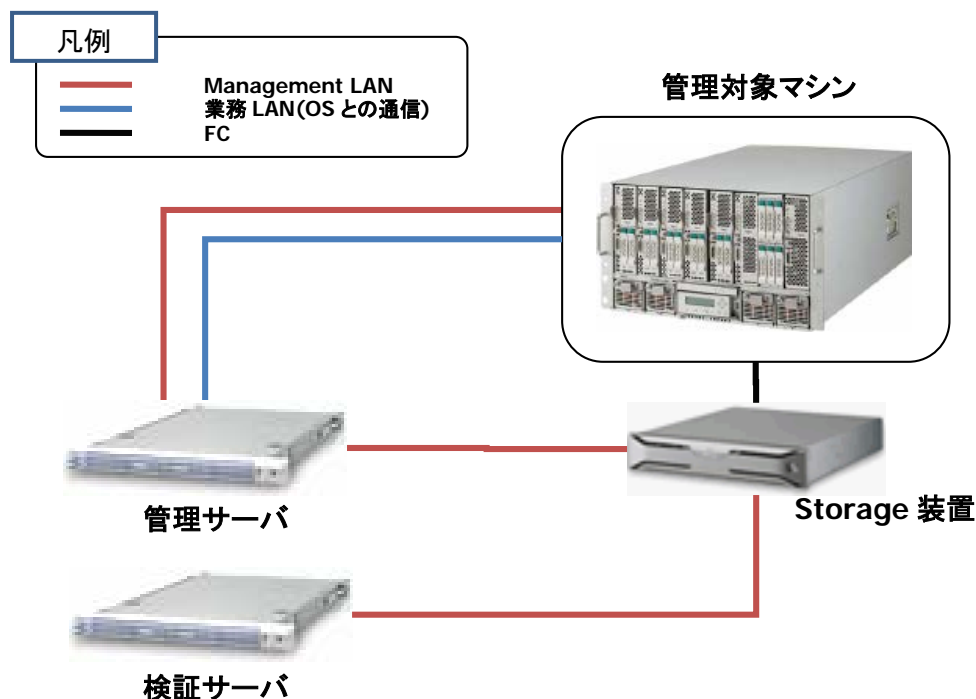 凡例
Management LAN
業務 LAN(OS との通信)
FC
管理対象マシン
管理サーバ
Storage 装置
検証サーバ